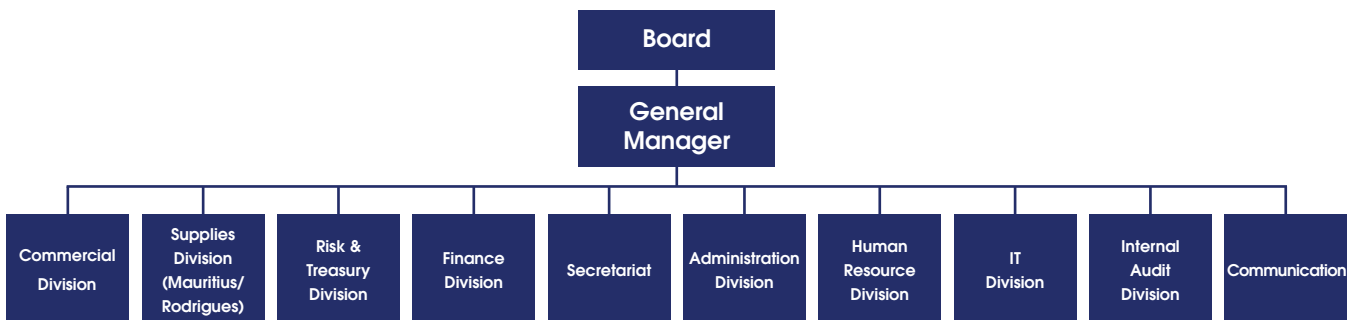 Board
General
Manager
Commercial
Division
Supplies
Division
(Mauritius/
Rodrigues)
Risk &
Treasury
Division
Finance
Division
Secretariat
Administration
Division
Human
Resource
Division
IT
Division
Internal
Audit
Division
Communication